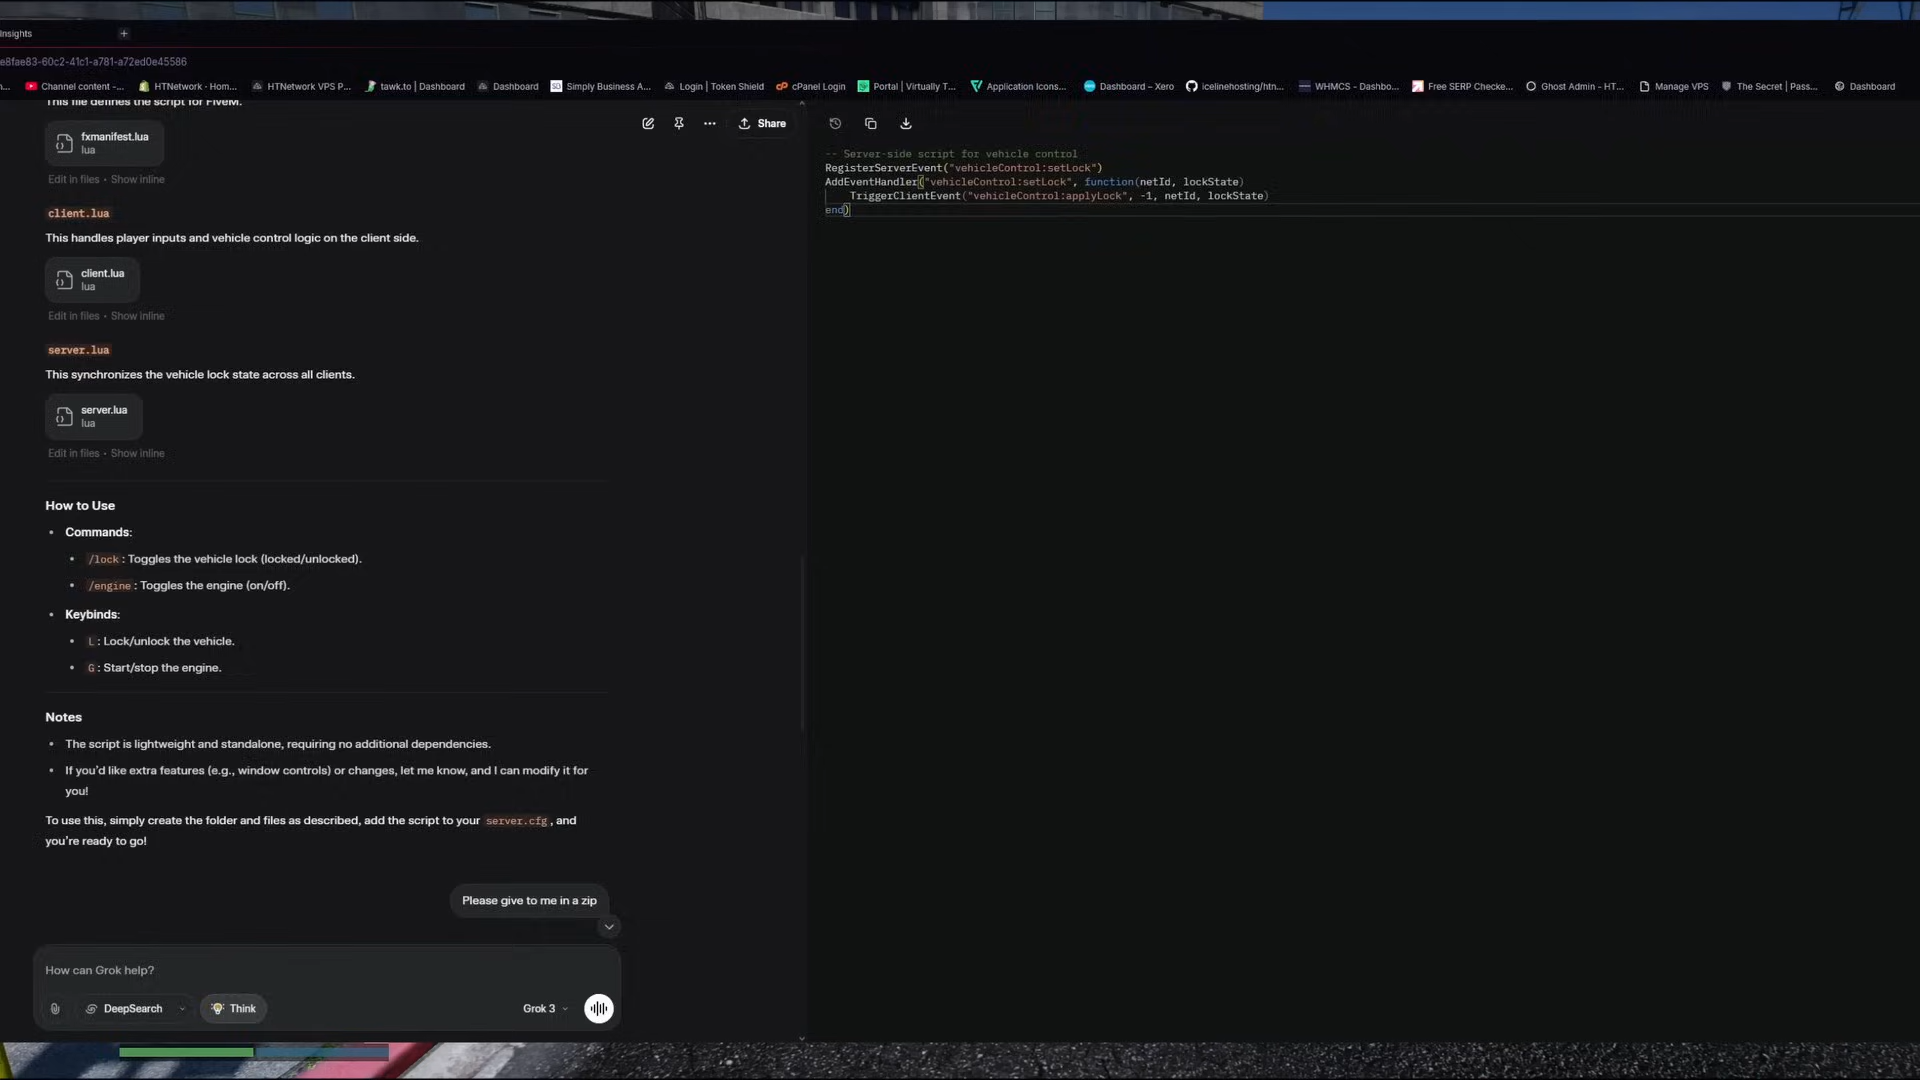 Insights
e8fae83-60c2-41c1-a781-a72ed0e45586
Channel content -...
HTNetwork - Hom...
HTNetwork VPS P...
tawk.to | Dashboard
Dashboard
Simply Business A...
Login | Token Shield
cPanel Login
Portal | Virtually T...
Application Icons...
Dashboard – Xero
icelinehosting/htn...
WHMCS - Dashbo...
Free SERP Checke...
Ghost Admin - HT...
Manage VPS
The Secret | Pass...
Dashboard
This file defines the script for FiveM.
Share
fxmanifest.lua
lua
Edit in files • Show inline
client.lua
This handles player inputs and vehicle control logic on the client side.
client.lua
lua
Edit in files • Show inline
server.lua
This synchronizes the vehicle lock state across all clients.
server.lua
lua
Edit in files • Show inline
How to Use
• Commands:
• /lock: Toggles the vehicle lock (locked/unlocked).
• /engine: Toggles the engine (on/off).
• Keybinds:
• L: Lock/unlock the vehicle.
• G: Start/stop the engine.
Notes
• The script is lightweight and standalone, requiring no additional dependencies.
• If you'd like extra features (e.g., window controls) or changes, let me know, and I can modify it for
you!
To use this, simply create the folder and files as described, add the script to your server.cfg, and
you're ready to go!
Please give to me in a zip
How can Grok help?
DeepSearch
Think
Grok 3
-- Server-side script for vehicle control
RegisterServerEvent("vehicleControl:setLock")
AddEventHandler("vehicleControl:setLock", function(netId, lockState)
TriggerClientEvent("vehicleControl:applyLock", -1, netId, lockState)
end)